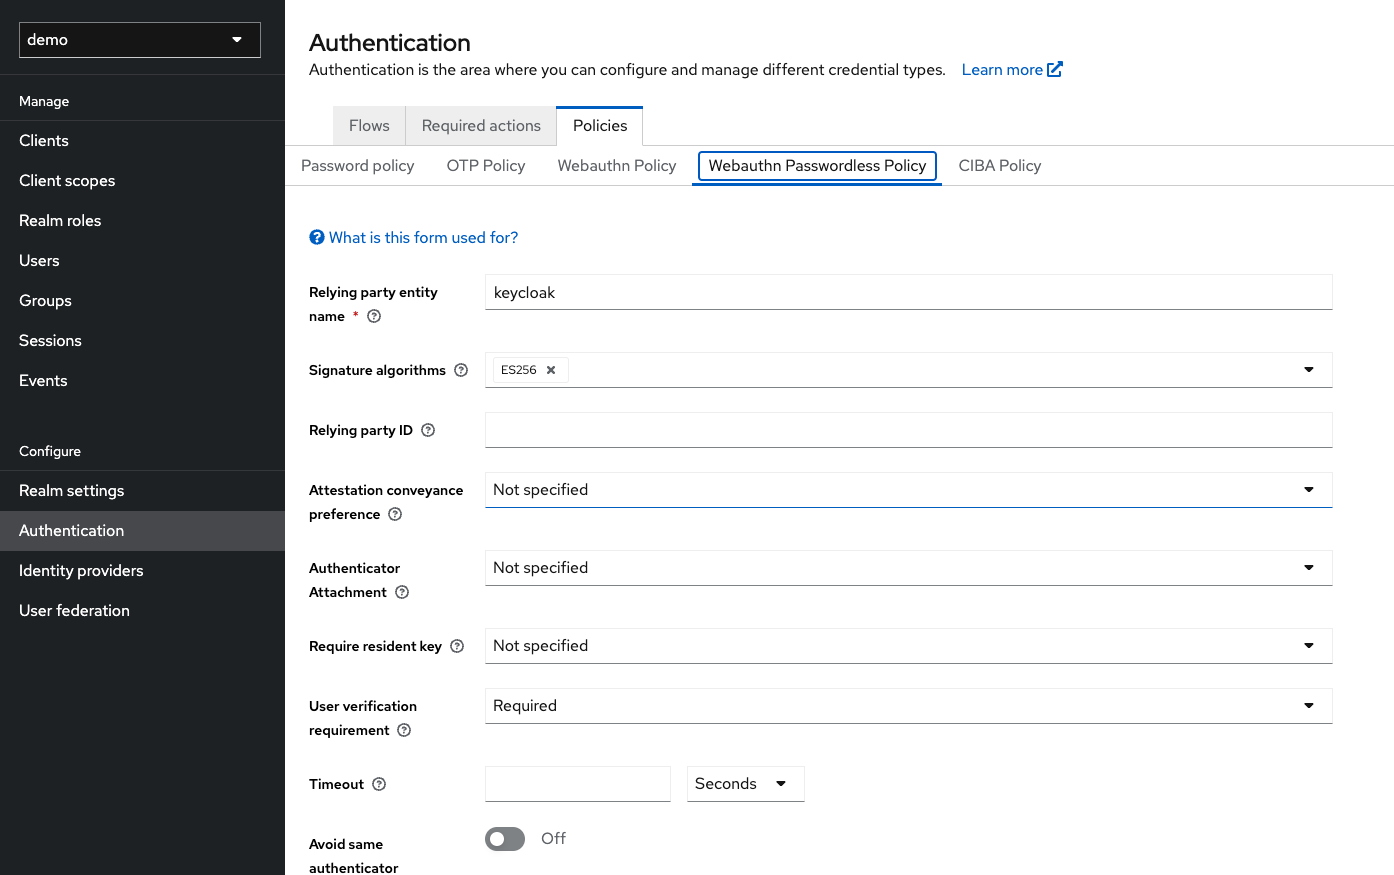 demo
Manage
Clients
Client scopes
Realm roles
Users
Groups
Sessions
Events
Configure
Realm settings
Authentication
Identity providers
User federation
Authentication
Authentication is the area where you can configure and manage different credential types. Learn more
Flows Required actions Policies
Password policy OTP Policy Webauthn Policy Webauthn Passwordless Policy CIBA Policy
What is this form used for?
Relying party entity
name *
keycloak
Signature algorithms
ES256
Relying party ID
Attestation conveyance
preference
Not specified
Authenticator
Attachment
Not specified
Require resident key
Not specified
User verification
requirement
Required
Timeout
Seconds
Avoid same
authenticator
Off